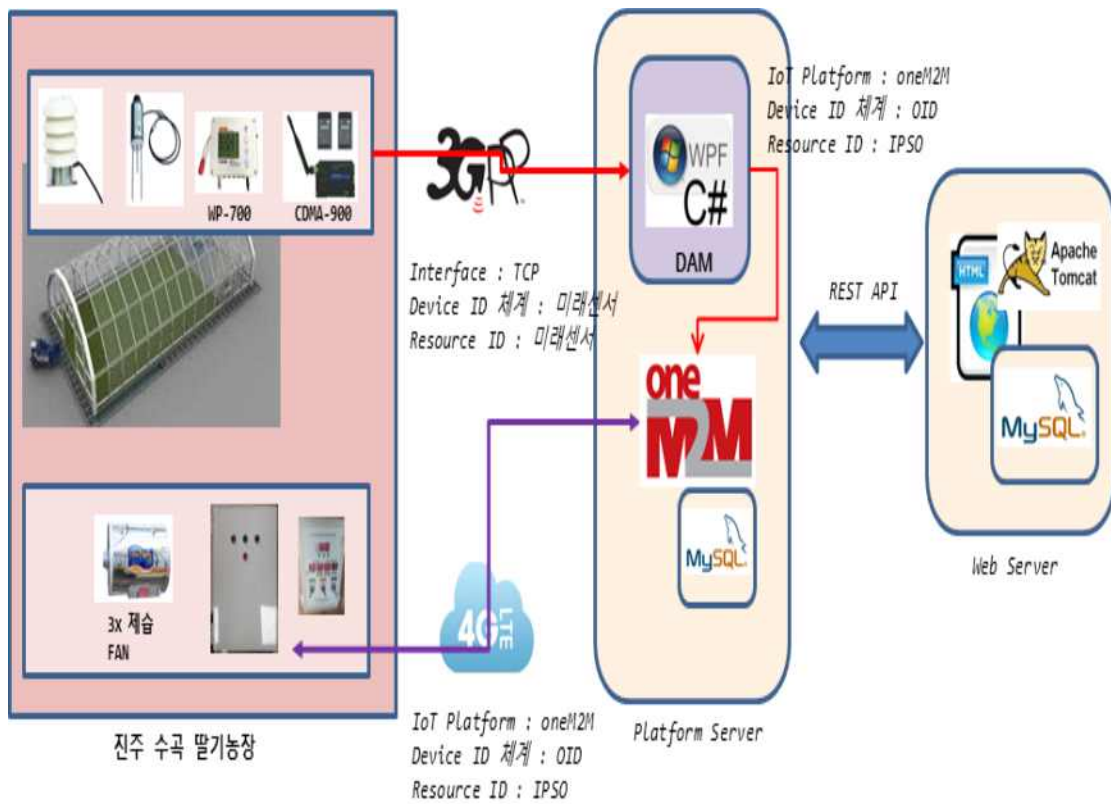 WP-700
CDMA-900
3x 제습
FAN
진주 수곡 딸기농장
3G
Interface : TCP
Device ID 체계 : 미래센서
Resource ID : 미래센서
4G LTE
IoT Platform : oneM2M
Device ID 체계 : OID
Resource ID : IPSO
WPF
C#
DAM
one
M2M
MySQL
Platform Server
IoT Platform : oneM2M
Device ID 체계 : OID
Resource ID : IPSO
REST API
HTML
Apache
Tomcat
MySQL
Web Server